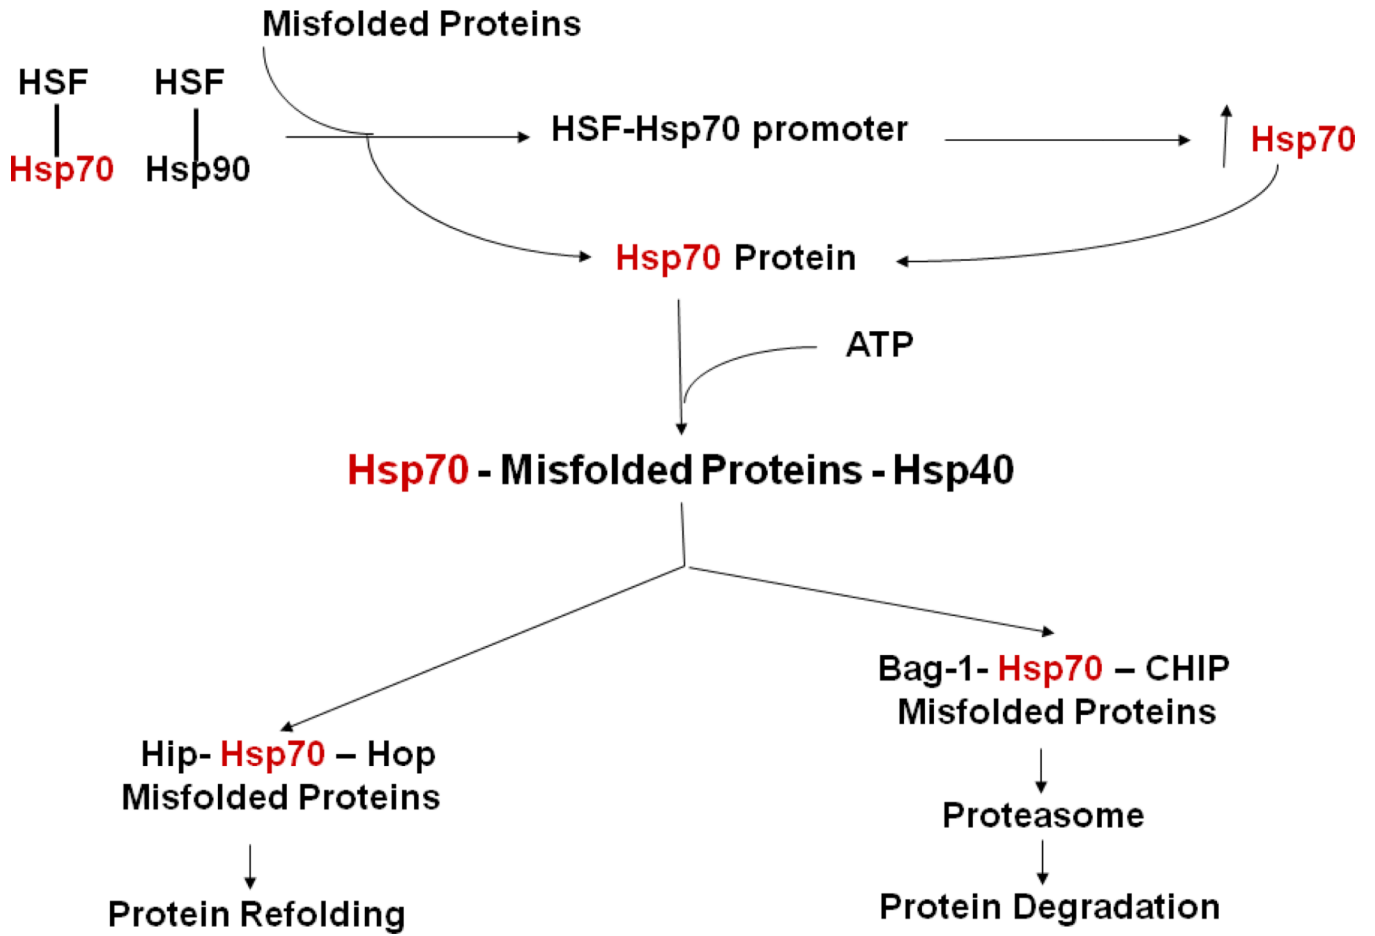 Misfolded Proteins
HSF HSF
Hsp70 Hsp90
HSF-Hsp70 promoter
Hsp70
Hsp70 Protein
ATP
Hsp70 - Misfolded Proteins - Hsp40
Bag-1- Hsp70 – CHIP
Misfolded Proteins
Hip- Hsp70 – Hop
Misfolded Proteins
Proteasome
Protein Refolding
Protein Degradation